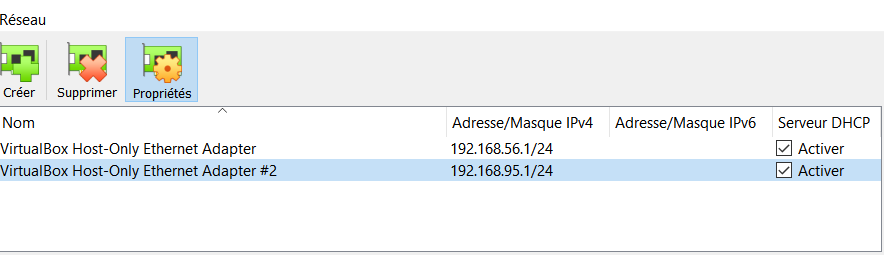 Réseau
Créer Supprimer Propriétés
Nom Adresse/Masque IPv4 Adresse/Masque IPv6 Serveur DHCP
VirtualBox Host-Only Ethernet Adapter 192.168.56.1/24 Activer
VirtualBox Host-Only Ethernet Adapter #2 192.168.95.1/24 Activer